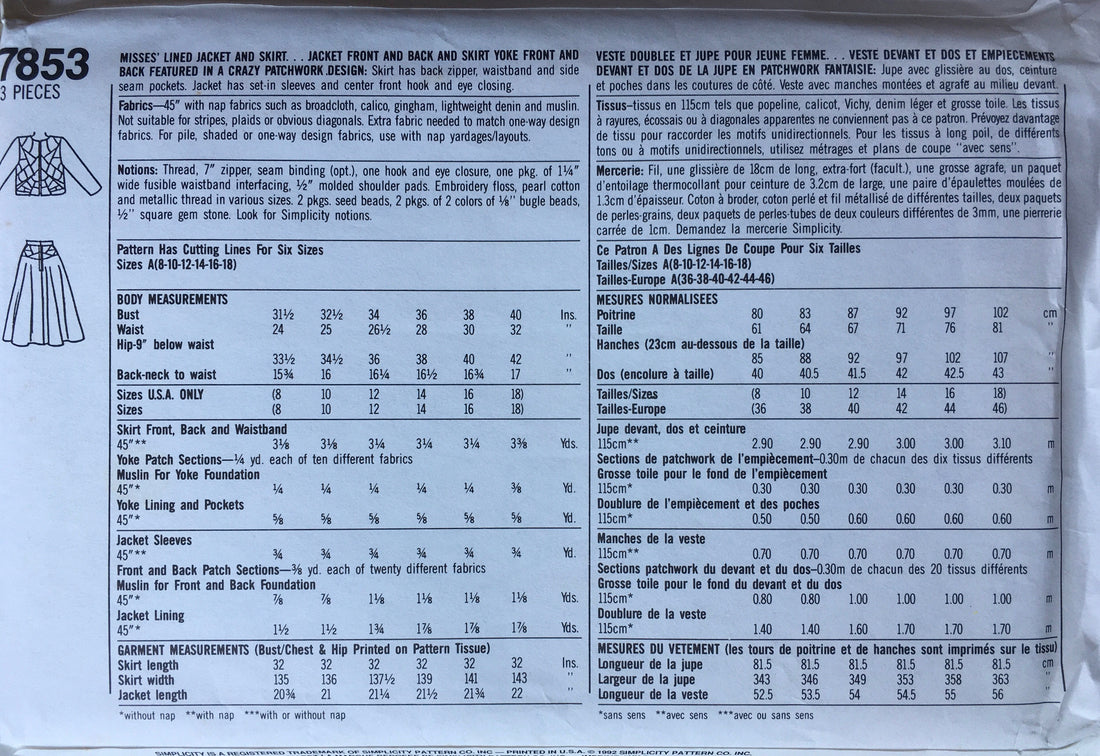 7853
3 PIECES
MISSES' LINED JACKET AND SKIRT. . . JACKET FRONT AND BACK AND SKIRT YOKE FRONT AND
BACK FEATURED IN A CRAZY PATCHWORK DESIGN: Skirt has back zipper, waistband and side
seam pockets. Jacket has set-in sleeves and center front hook and eye closing.
Fabrics—45" with nap fabrics such as broadcloth, calico, gingham, lightweight denim and muslin.
Not suitable for stripes, plaids or obvious diagonals. Extra fabric needed to match one-way design
fabrics. For pile, shaded or one-way design fabrics, use with nap yardages/layouts.
Notions: Thread, 7" zipper, seam binding (opt.), one hook and eye closure, one pkg. of 1¼"
wide fusible waistband interfacing, ½" molded shoulder pads. Embroidery floss, pearl cotton
and metallic thread in various sizes. 2 pkgs. seed beads, 2 pkgs. of 2 colors of ⅛" bugle beads,
½" square gem stone. Look for Simplicity notions.
Pattern Has Cutting Lines For Six Sizes
Sizes A(8-10-12-14-16-18)
BODY MEASUREMENTS
Bust 31½ 32½ 34 36 38 40 Ins.
Waist 24 25 26½ 28 30 32 "
Hip-9" below waist
33½ 34½ 36 38 40 42 "
Back-neck to waist 15¾ 16 16¼ 16½ 16¾ 17 "
Sizes U.S.A. ONLY (8 10 12 14 16 18)
Sizes (8 10 12 14 16 18)
Skirt Front, Back and Waistband
45"** 3⅛ 3⅛ 3¼ 3¼ 3¼ 3⅜ Yds.
Yoke Patch Sections—¼ yd. each of ten different fabrics
Muslin For Yoke Foundation
45"* ¼ ¼ ¼ ¼ ¼ ⅜ Yd.
Yoke Lining and Pockets
45"* ⅝ ⅝ ⅝ ⅝ ⅝ ⅝ Yd.
Jacket Sleeves
45"** ¾ ¾ ¾ ¾ ¾ ¾ Yd.
Front and Back Patch Sections—⅜ yd. each of twenty different fabrics
Muslin for Front and Back Foundation
45"* ⅞ ⅞ 1⅛ 1⅛ 1⅛ 1⅛ Yds.
Jacket Lining
45"* 1½ 1½ 1¾ 1⅞ 1⅞ 1⅞ Yds.
GARMENT MEASUREMENTS (Bust/Chest & Hip Printed on Pattern Tissue)
Skirt length 32 32 32 32 32 32 Ins.
Skirt width 135 136 137½ 139 141 143 "
Jacket length 20¾ 21 21¼ 21½ 21¾ 22 "
*without nap **with nap ***with or without nap
VESTE DOUBLEE ET JUPE POUR JEUNE FEMME. . . VESTE DEVANT ET DOS ET EMPIECEMENTS
DEVANT ET DOS DE LA JUPE EN PATCHWORK FANTAISIE: Jupe avec glissière au dos, ceinture
et poches dans les coutures de côté. Veste avec manches montées et agrafe au milieu devant.
Tissus—tissus en 115cm tels que popeline, calicot, Vichy, denim léger et grosse toile. Les tissus
à rayures, écossais ou à diagonales apparentes ne conviennent pas à ce patron. Prévoyez davantage
de tissu pour raccorder les motifs unidirectionnels. Pour les tissus à long poil, de différents
tons ou à motifs unidirectionnels, utilisez métrages et plans de coupe "avec sens".
Mercerie: Fil, une glissière de 18cm de long, extra-fort (facult.), une grosse agrafe, un paquet
d'entoilage thermocollant pour ceinture de 3.2cm de large, une paire d'épaulettes moulées de
1.3cm d'épaisseur. Coton à broder, coton perlé et fil métallisé de différentes tailles, deux paquets
de perles-grains, deux paquets de perles-tubes de deux couleurs différentes de 3mm, une pierrerie
carrée de 1cm. Demandez la mercerie Simplicity.
Ce Patron A Des Lignes De Coupe Pour Six Tailles
Tailles/Sizes A(8-10-12-14-16-18)
Tailles-Europe A(36-38-40-42-44-46)
MESURES NORMALISEES
Poitrine 80 83 87 92 97 102 cm
Taille 61 64 67 71 76 81 "
Hanches (23cm au-dessous de la taille)
85 88 92 97 102 107 "
Dos (encolure à taille) 40 40.5 41.5 42 42.5 43 "
Tailles/Sizes (8 10 12 14 16 18)
Tailles-Europe (36 38 40 42 44 46)
Jupe devant, dos et ceinture
115cm** 2.90 2.90 2.90 3.00 3.00 3.10 m
Sections de patchwork de l'empiècement–0.30m de chacun des dix tissus différents
Grosse toile pour le fond de l'empiècement
115cm* 0.30 0.30 0.30 0.30 0.30 0.30 m
Doublure de l'empiècement et des poches
115cm* 0.50 0.50 0.60 0.60 0.60 0.60 m
Manches de la veste
115cm** 0.70 0.70 0.70 0.70 0.70 0.70 m
Sections patchwork du devant et du dos–0.30m de chacun des 20 tissus différents
Grosse toile pour le fond du devant et du dos
115cm* 0.80 0.80 1.00 1.00 1.00 1.00 m
Doublure de la veste
115cm* 1.40 1.40 1.60 1.70 1.70 1.70 m
MESURES DU VETEMENT (les tours de poitrine et de hanches sont imprimés sur le tissu)
Longueur de la jupe 81.5 81.5 81.5 81.5 81.5 81.5 cm
Largeur de la jupe 343 346 349 353 358 363 "
Longueur de la veste 52.5 53.5 54 54.5 55 56 "
*sans sens **avec sens ***avec ou sans sens
SIMPLICITY IS A REGISTERED TRADEMARK OF SIMPLICITY PATTERN CO. INC — PRINTED IN U.S.A. © 1992 SIMPLICITY PATTERN CO. INC.